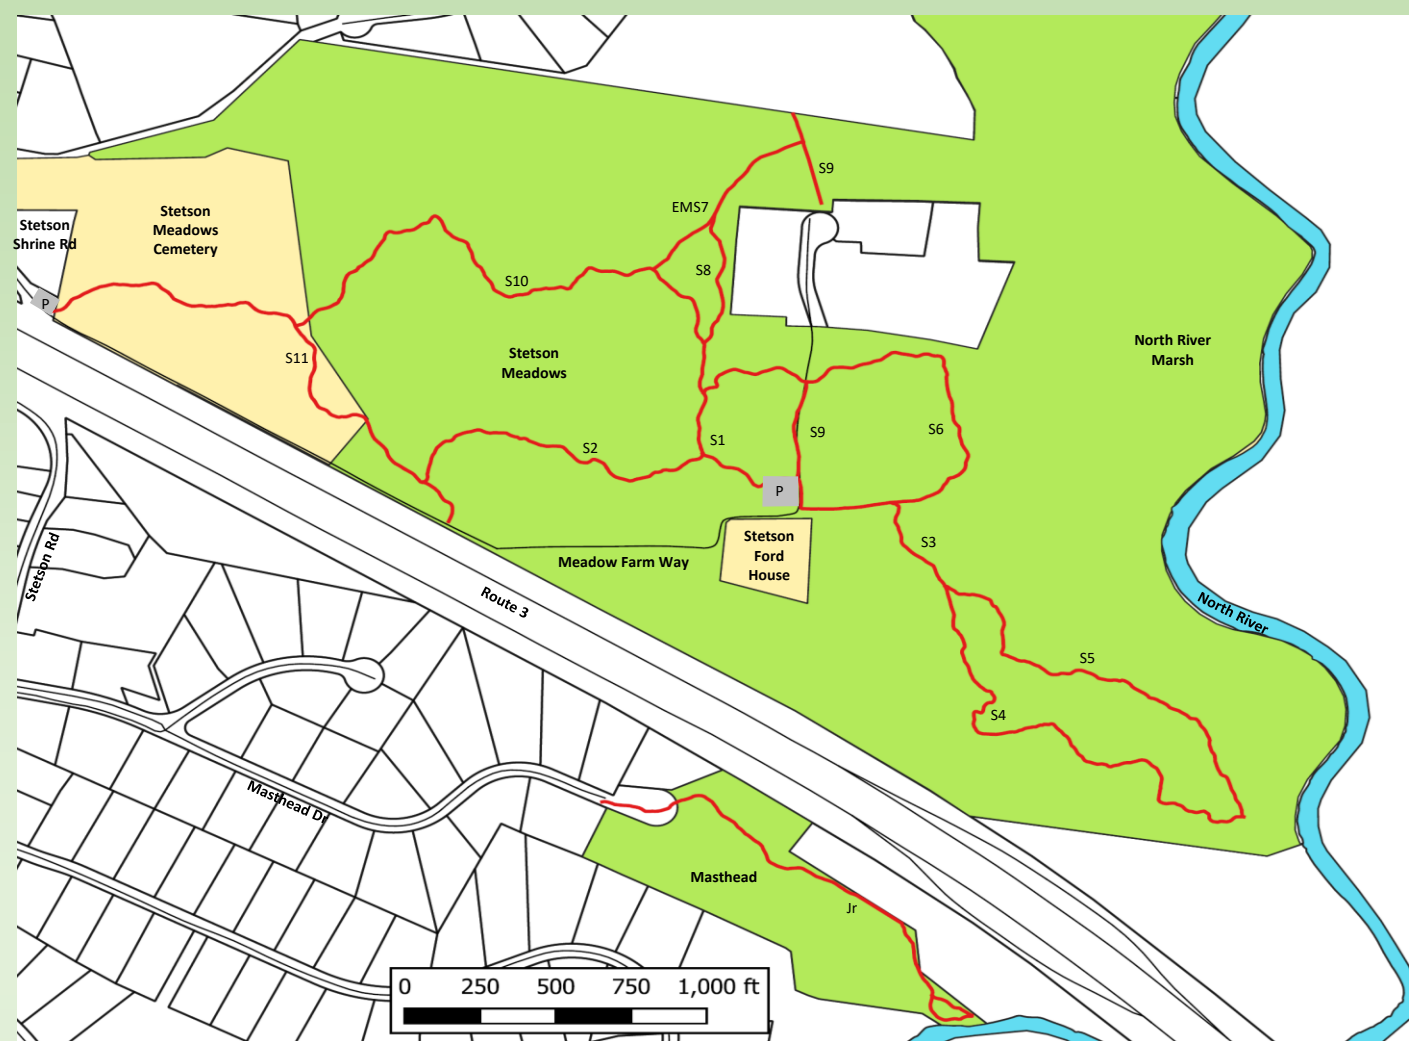 S9
Stetson
Meadows
Cemetery
EMS7
Stetson
Shrine Rd
S8
S10
P
North River
Marsh
S11
Stetson
Meadows
S6
S1
S9
S2
P
Stetson
Ford
House
S3
Meadow Farm Way
Stetson Rd
Route 3
North River
S5
S4
Masthead Dr
Masthead
Jr
0 250 500 750 1,000 ft